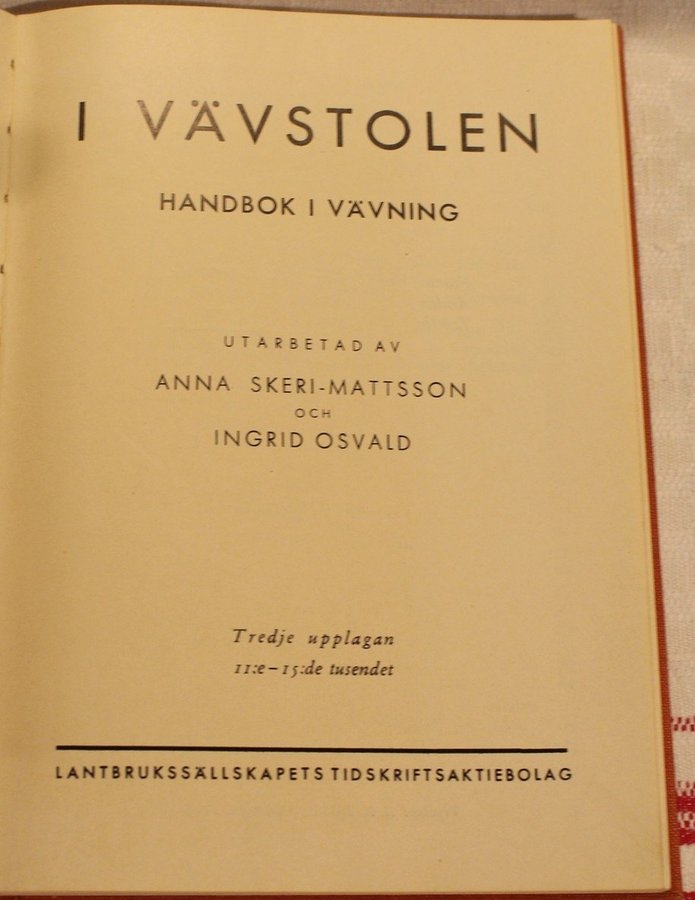 I VÄVSTOLEN
HANDBOK I VÄVNING
UTARBETAD AV
ANNA SKERI-MATTSSON
OCH
INGRID OSVALD
Tredje upplagan
11:e–15:de tusendet
LANTBRUKSSÄLLSKAPETS TIDSKRIFTSAKTIEBOLAG